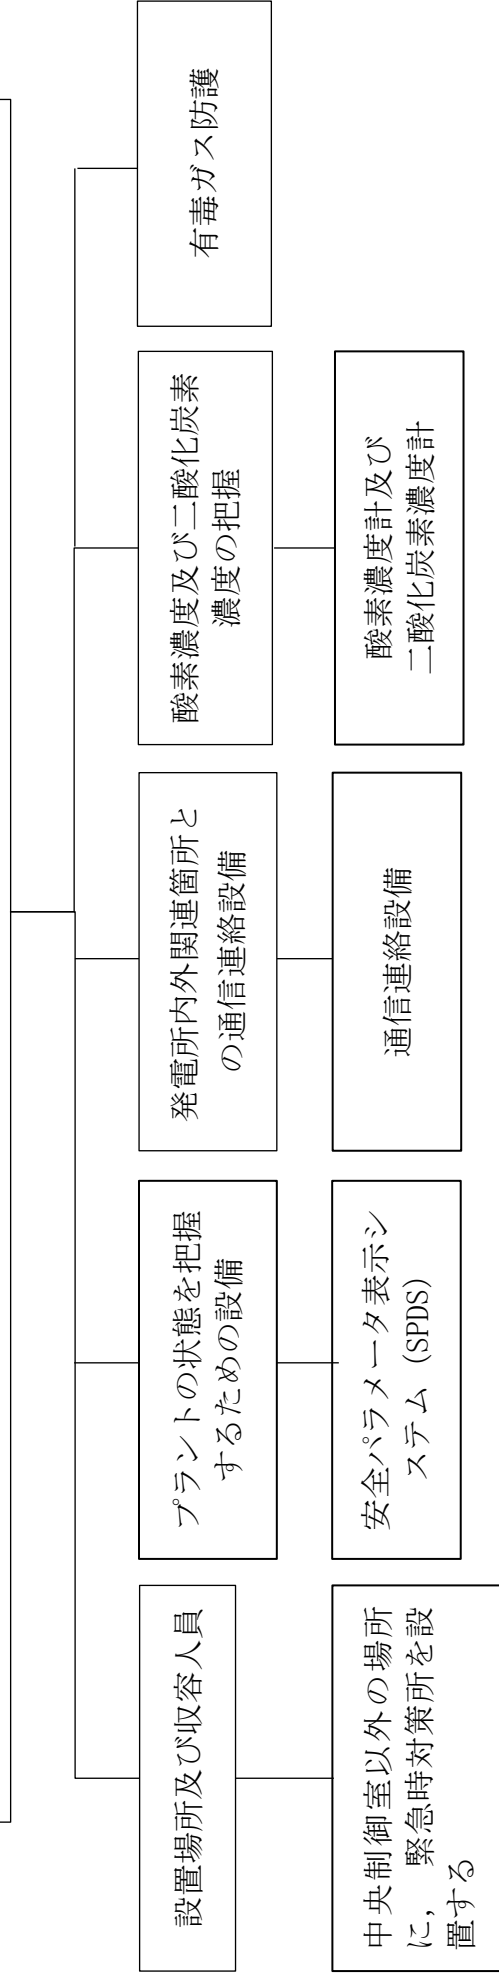 設置場所及び収容人員
中央制御室以外の場所
に，緊急時対策所を設
置する
プラントの状態を把握
するための設備
安全パラメータ表示シ
ステム（SPDS）
発電所内外関連箇所と
の通信連絡設備
通信連絡設備
酸素濃度及び二酸化炭素
濃度の把握
酸素濃度計及び
二酸化炭素濃度計
有毒ガス防護